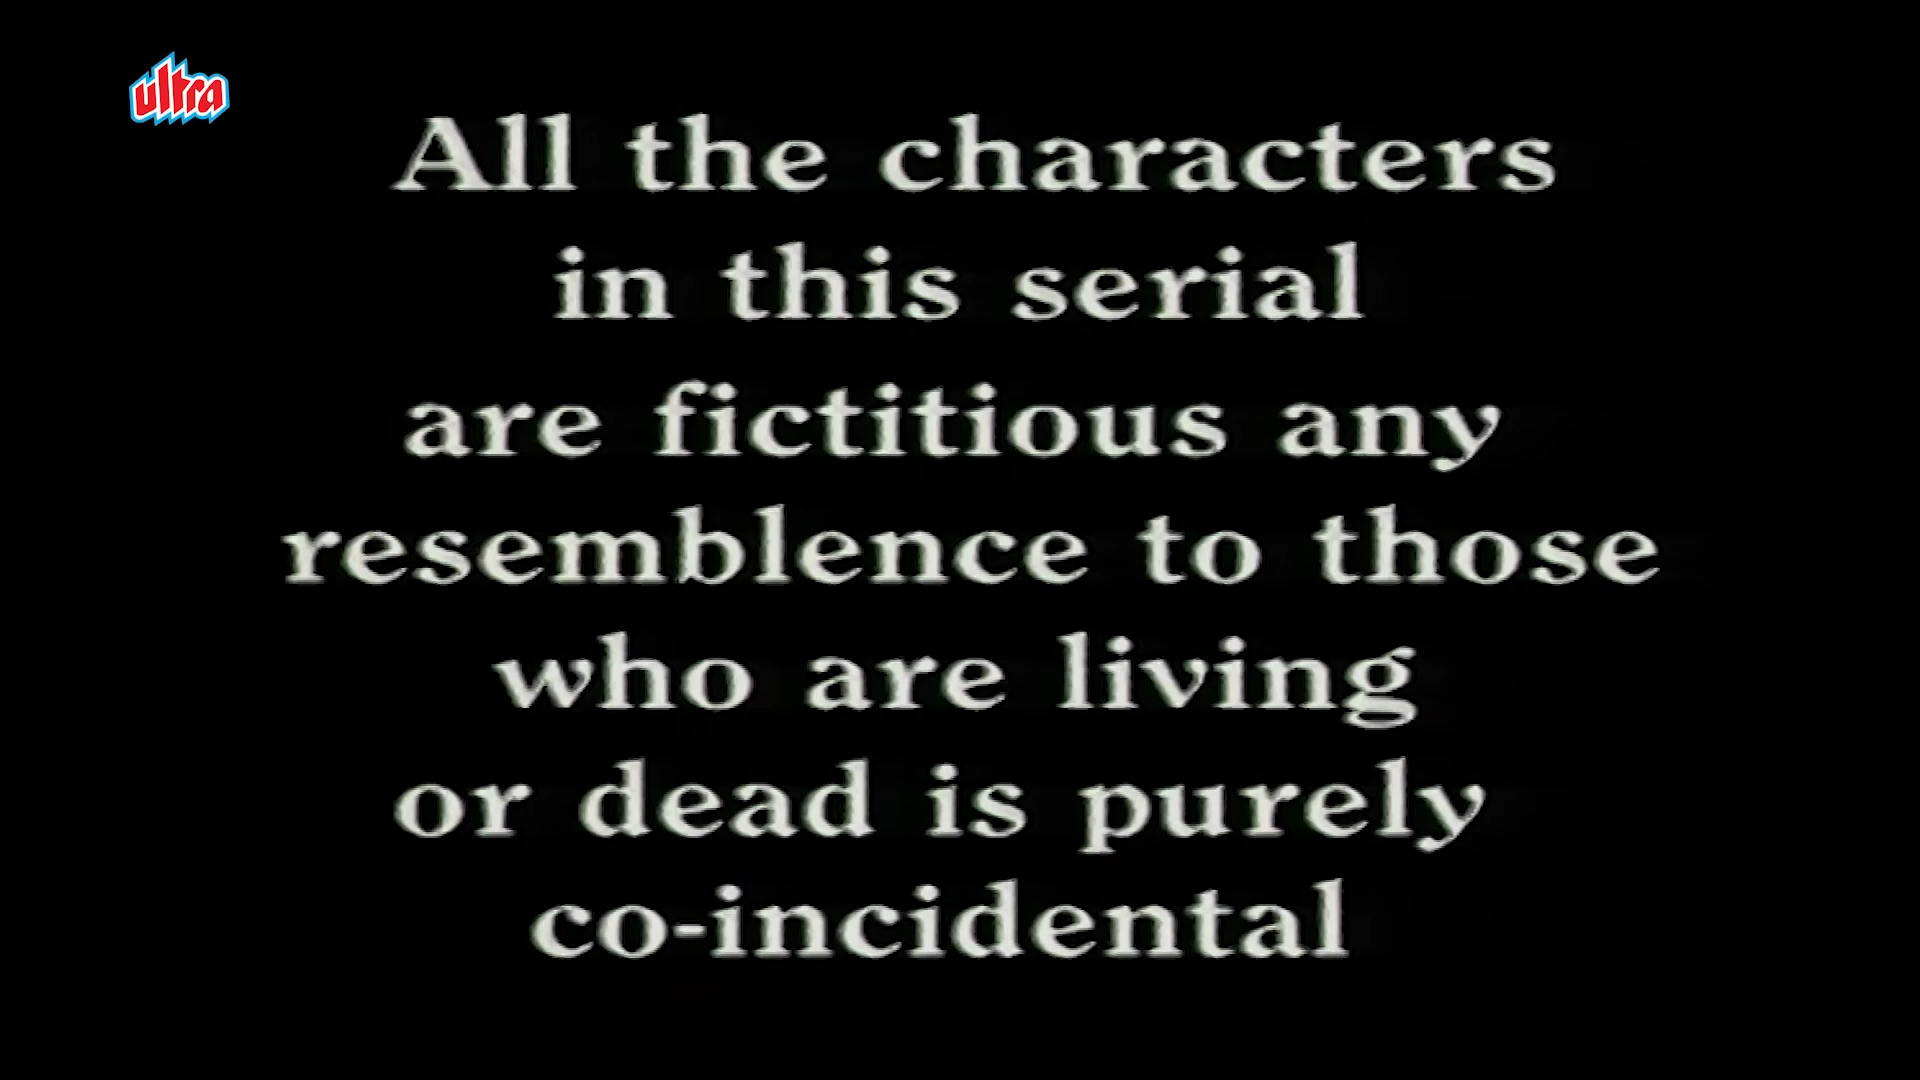 ultra
All the characters
in this serial
are fictitious any
resemblence to those
who are living
or dead is purely
co-incidental